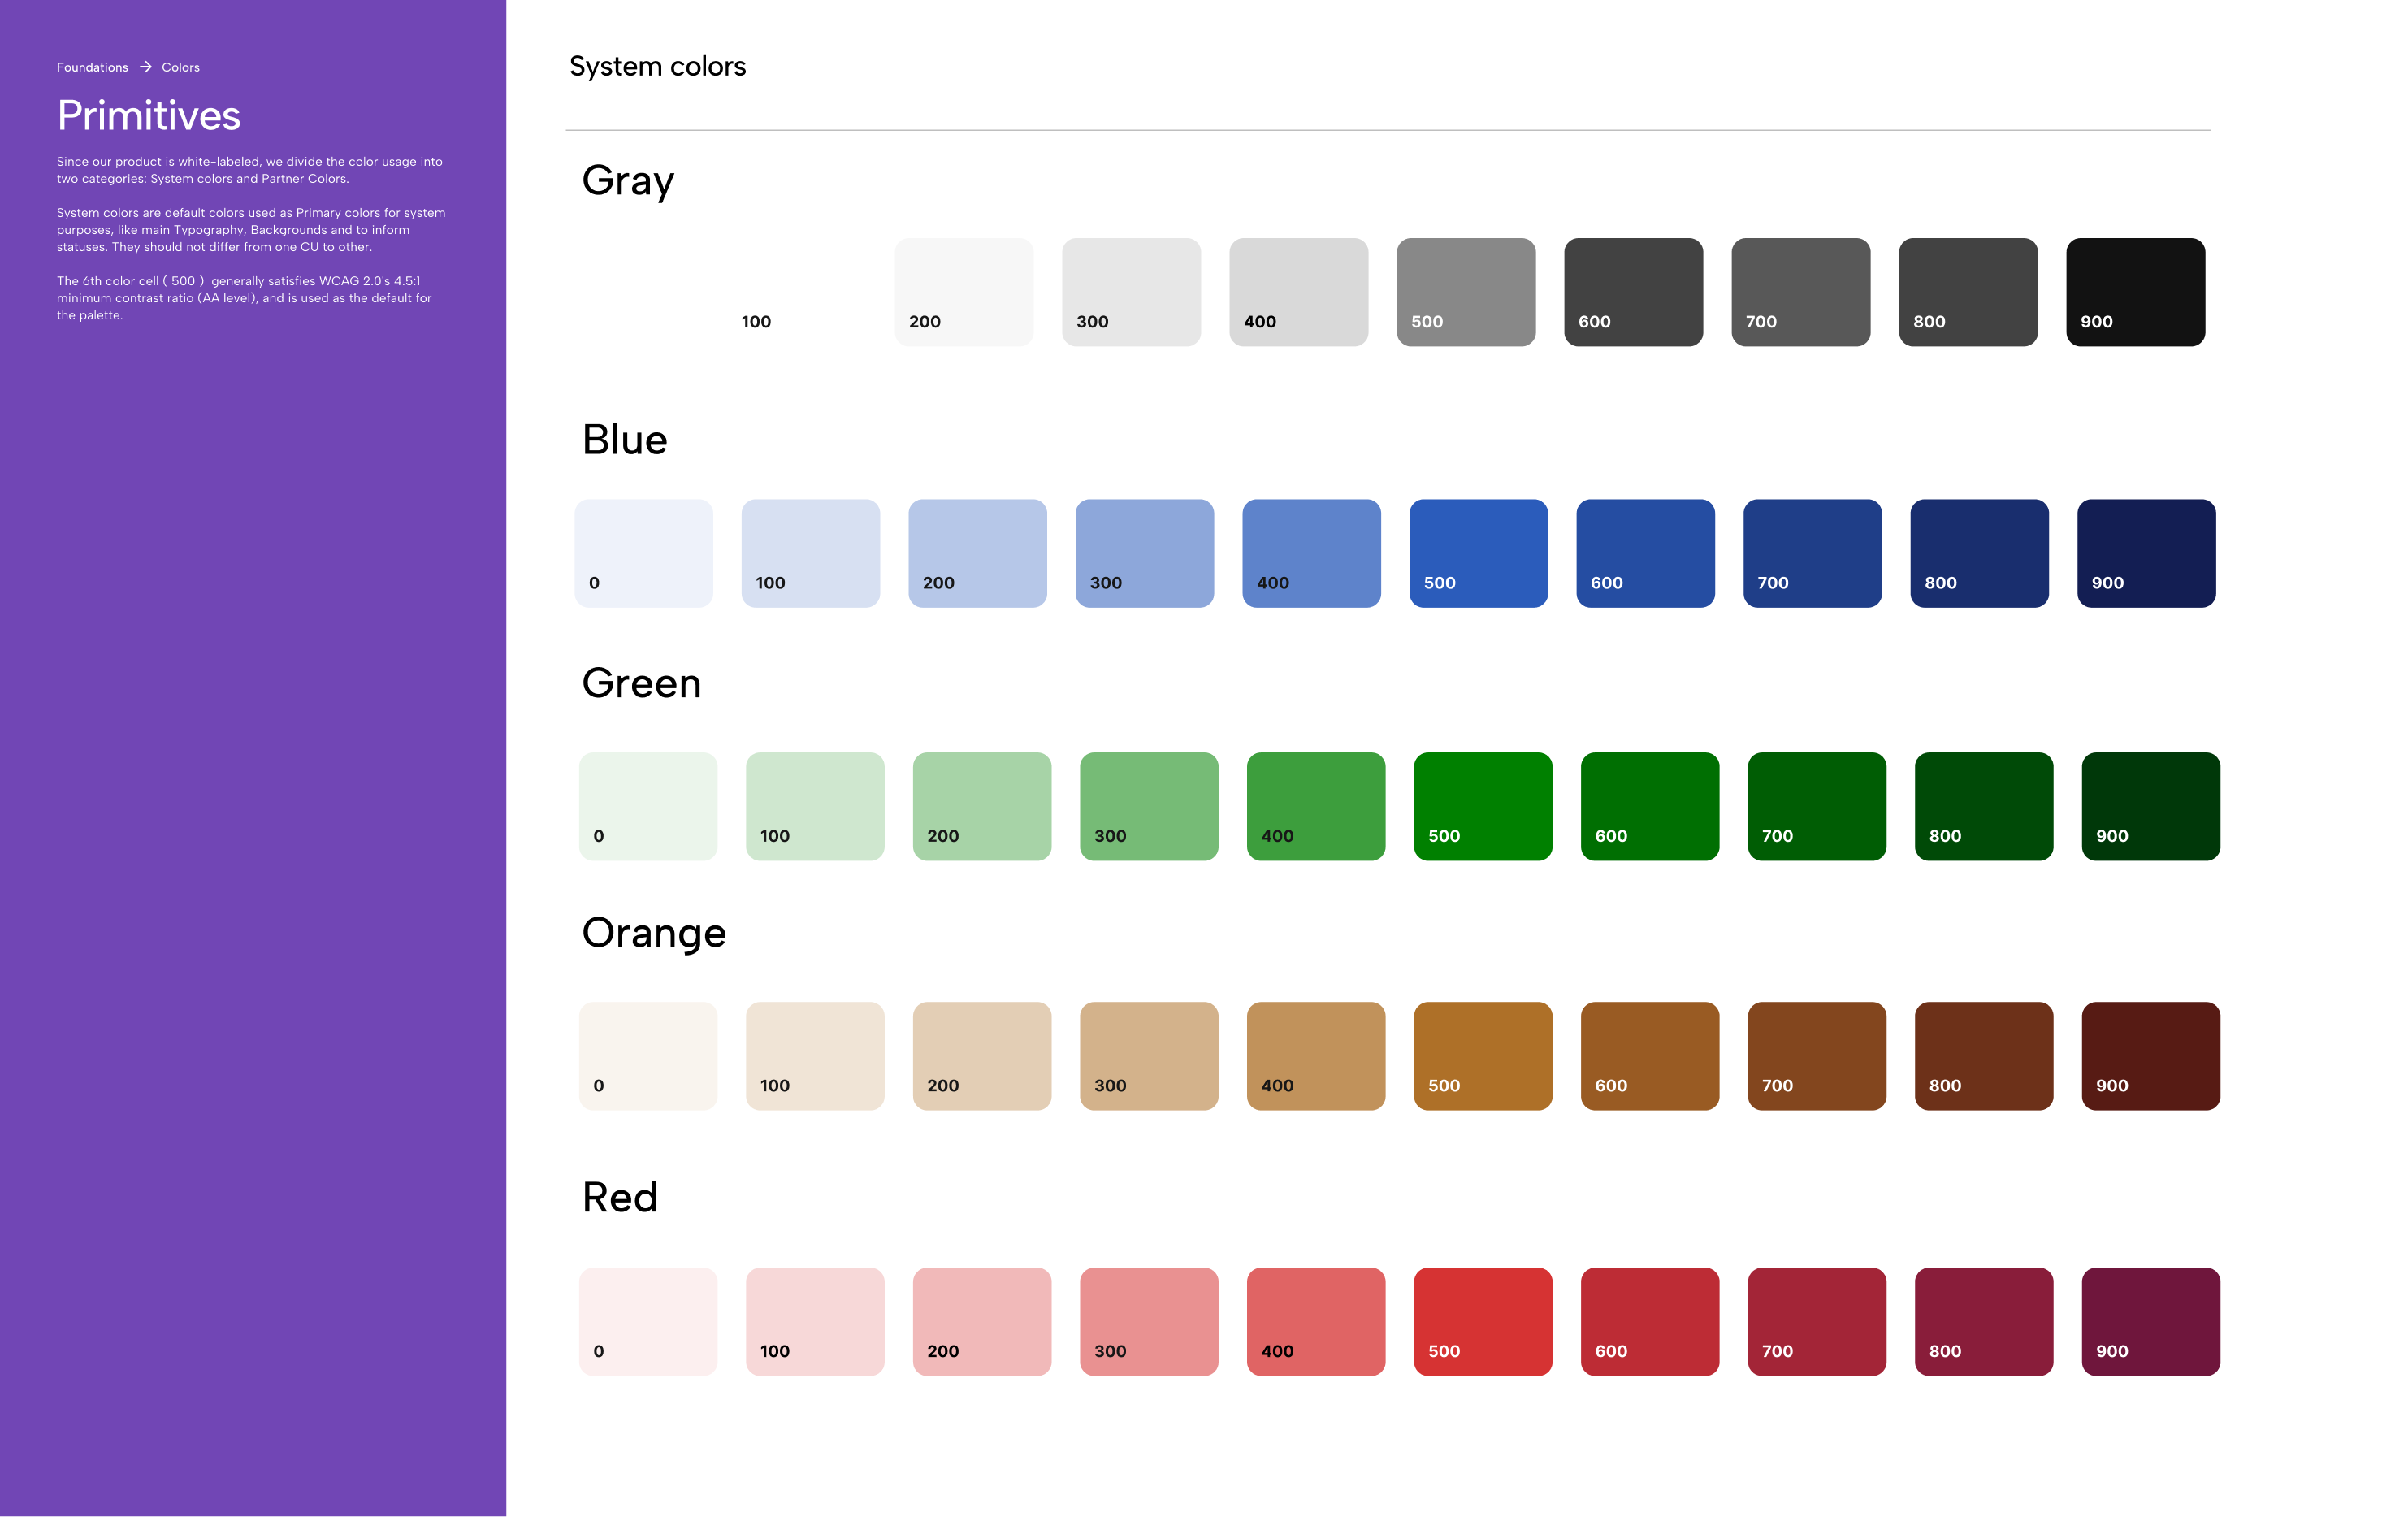 Foundations → Colors
Primitives
Since our product is white-labeled, we divide the color usage into
two categories: System colors and Partner Colors.
System colors are default colors used as Primary colors for system
purposes, like main Typography, Backgrounds and to inform
statuses. They should not differ from one CU to other.
The 6th color cell ( 500 )  generally satisfies WCAG 2.0's 4.5:1
minimum contrast ratio (AA level), and is used as the default for
the palette.
System colors
Gray
100 200 300 400 500 600 700 800 900
Blue
0 100 200 300 400 500 600 700 800 900
Green
0 100 200 300 400 500 600 700 800 900
Orange
0 100 200 300 400 500 600 700 800 900
Red
0 100 200 300 400 500 600 700 800 900